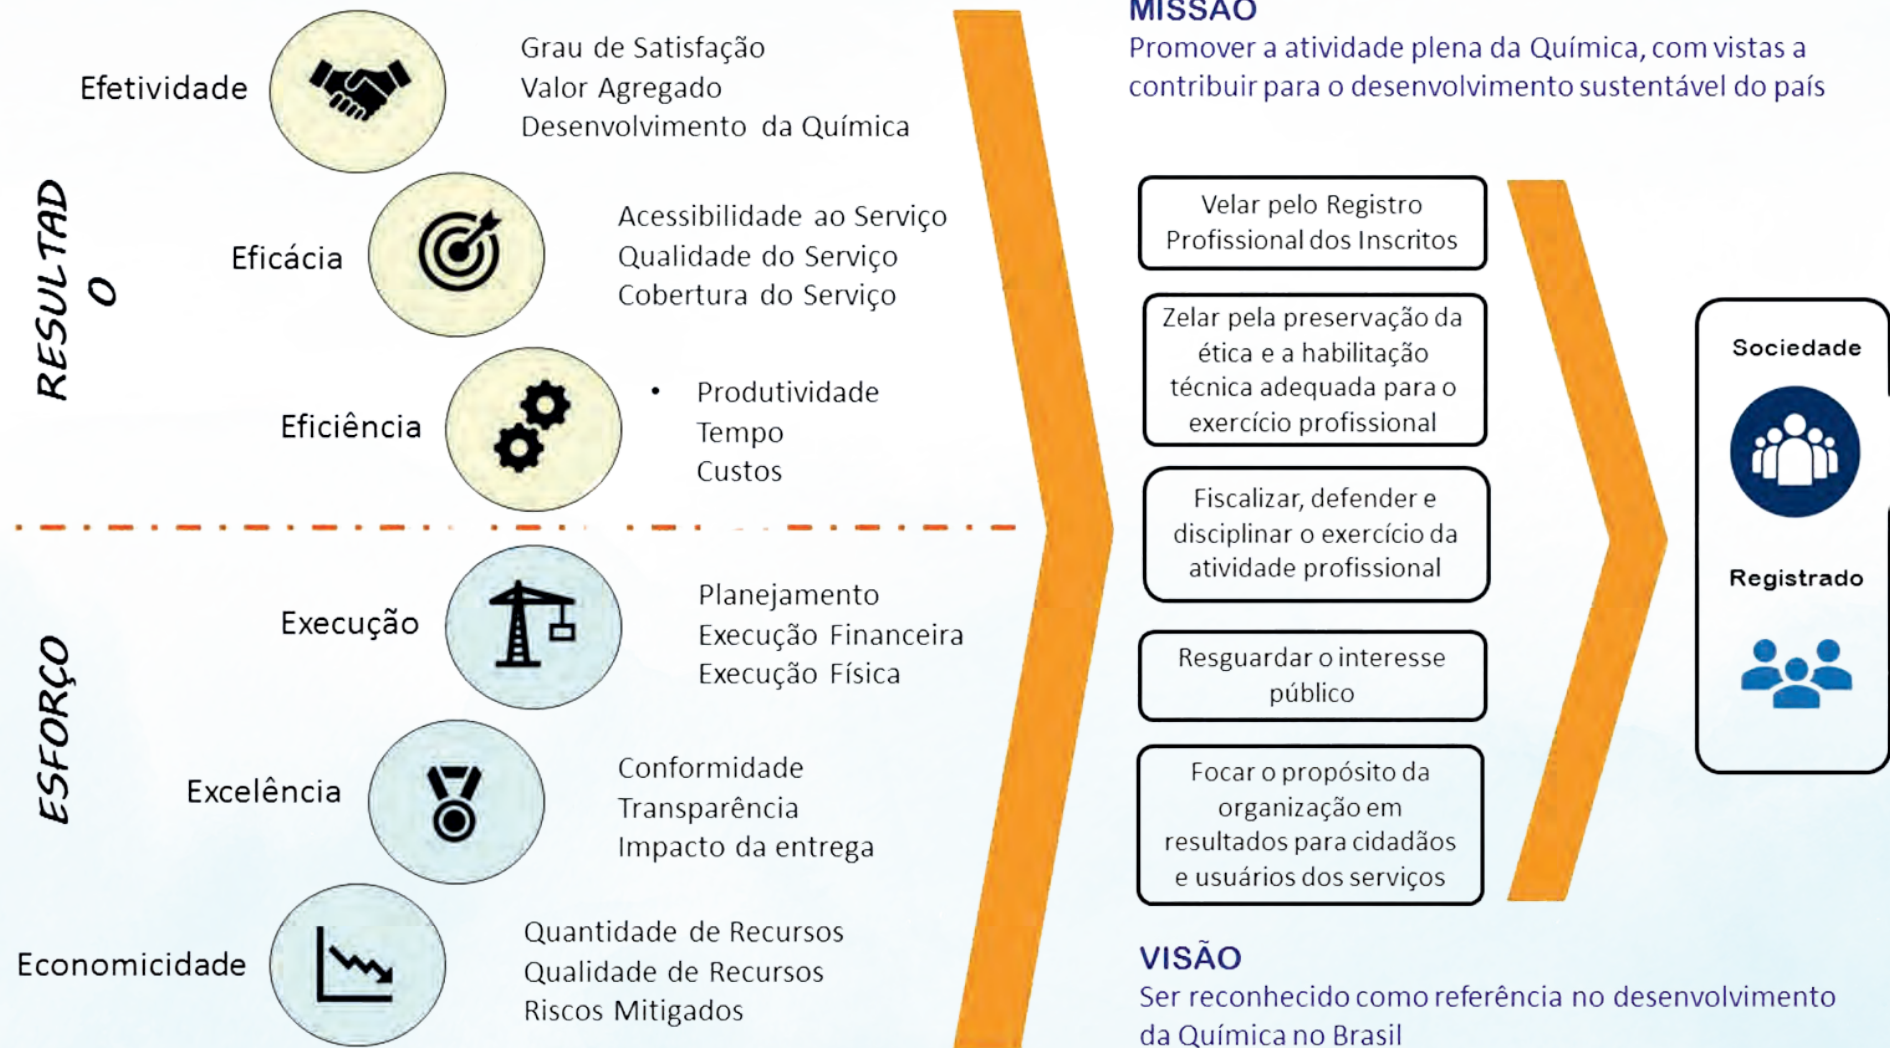 RESULTAD
O
Efetividade
Grau de Satisfação
Valor Agregado
Desenvolvimento da Química
Eficácia
Acessibilidade ao Serviço
Qualidade do Serviço
Cobertura do Serviço
Eficiência
• Produtividade
Tempo
Custos
ESFORÇO
Execução
Planejamento
Execução Financeira
Execução Física
Excelência
Conformidade
Transparência
Impacto da entrega
Economicidade
Quantidade de Recursos
Qualidade de Recursos
Riscos Mitigados
MISSÃO
Promover a atividade plena da Química, com vistas a
contribuir para o desenvolvimento sustentável do país
Velar pelo Registro
Profissional dos Inscritos
Zelar pela preservação da
ética e a habilitação
técnica adequada para o
exercício profissional
Fiscalizar, defender e
disciplinar o exercício da
atividade profissional
Resguardar o interesse
público
Focar o propósito da
organização em
resultados para cidadãos
e usuários dos serviços
VISÃO
Ser reconhecido como referência no desenvolvimento
da Química no Brasil
Sociedade
Registrado